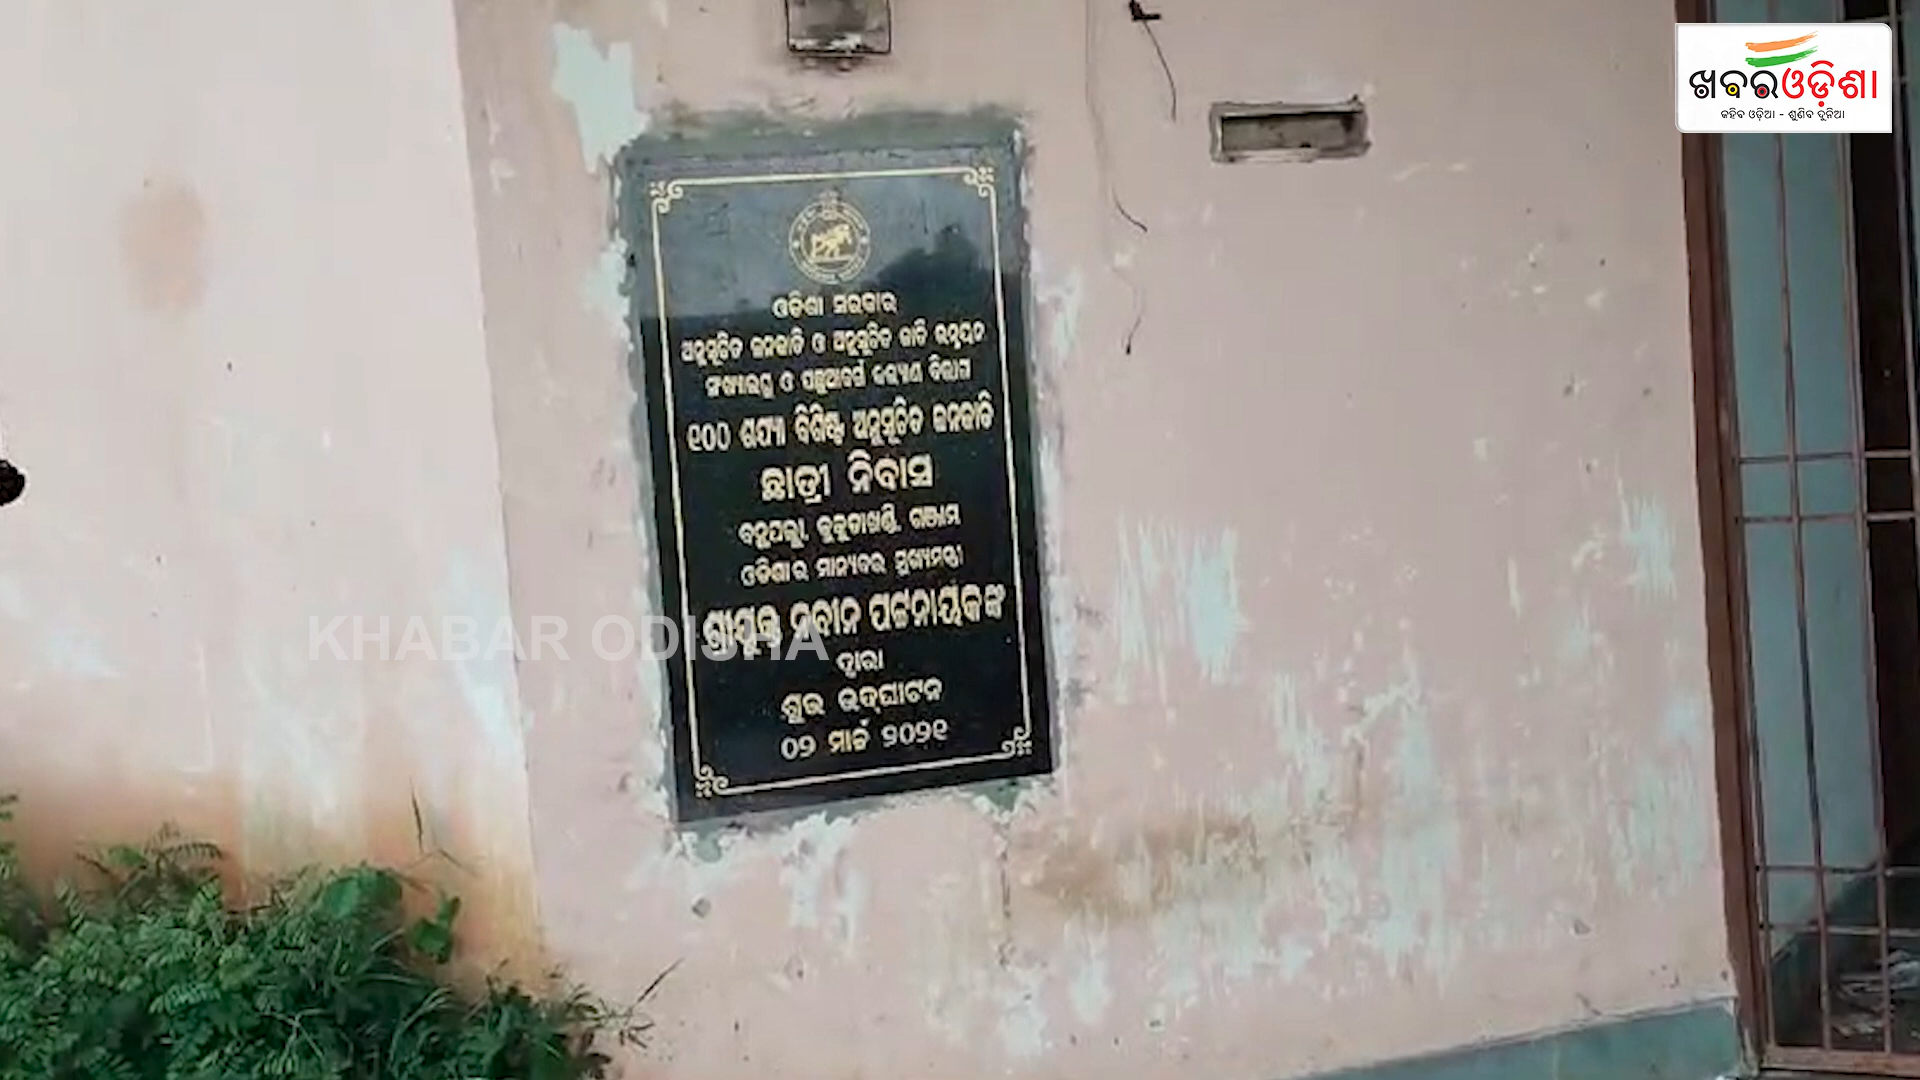 ଖବରଓଡ଼ିଶା
କହିବ ଓଡ଼ିଆ - ଶୁଣିବ ଦୁନିଆ
ଓଡ଼ିଶା ସରକାର
ଅନୁସୂଚିତ ଜନଜାତି ଓ ଅନୁସୂଚିତ ଜାତି ଉନ୍ନୟନ
ସଂଖ୍ୟାଲଘୁ ଓ ପଛୁଆବର୍ଗ କଲ୍ୟାଣ ବିଭାଗ
୧୦୦ ଶଯ୍ୟା ବିଶିଷ୍ଟ ଅନୁସୂଚିତ ଜନଜାତି
ଛାତ୍ରୀ ନିବାସ
କୁକୁଡାଖଣ୍ଡି, ଗଞ୍ଜାମ
ଓଡିଶାର ମାନ୍ୟବର ମୁଖ୍ୟମନ୍ତ୍ରୀ
ଶ୍ରୀଯୁକ୍ତ ନବୀନ ପଟ୍ଟନାୟକଙ୍କ
KHABAR ODISHA
ଦ୍ୱାରା
ଶୁଭ ଉଦ୍‌ଘାଟନ
୦୨ ମାର୍ଚ୍ଚ ୨୦୨୧